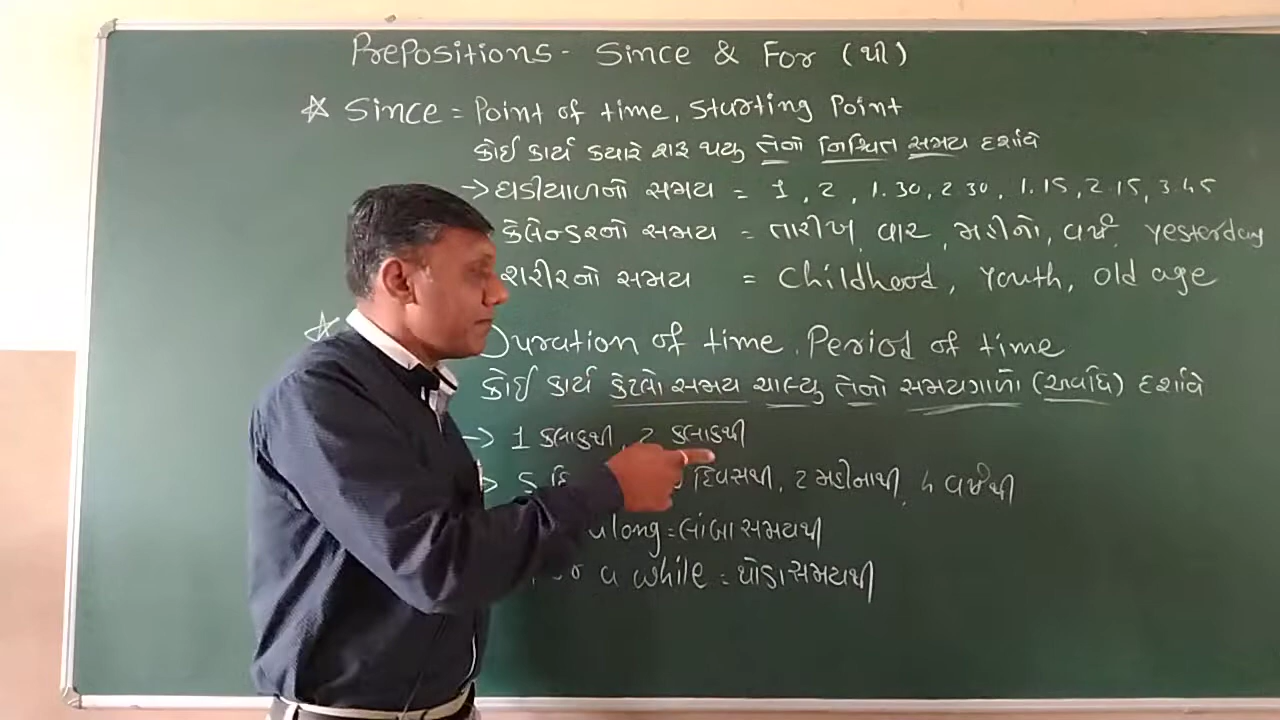 Prepositions - Since & For (થી)
☆ Since = Point of time, Starting Point
કોઈ કાર્ય કયારે શરૂ થયુ તેનો નિશ્ચિત સમય દર્શાવે
→ ઘડીયાળનો સમય = 1, 2, 1.30, 2 30, 1.15, 2.15, 3.45
કેલેન્ડરનો સમય = તારીખ, વાર, મહીનો, વર્ષ, yesterday
શરીરનો સમય = Childhood, Youth, Old age
☆ Duration of time, Period of time
કોઈ કાર્ય કેટલો સમય ચાલ્યુ તેનો સમયગાળો (અવધિ) દર્શાવે
→ 1 કલાકથી, 2 કલાકથી
5 દિવસથી, 2 મહીનાથી, 4 વર્ષથી
long = લાંબા સમયથી
a while = થોડા સમયથી